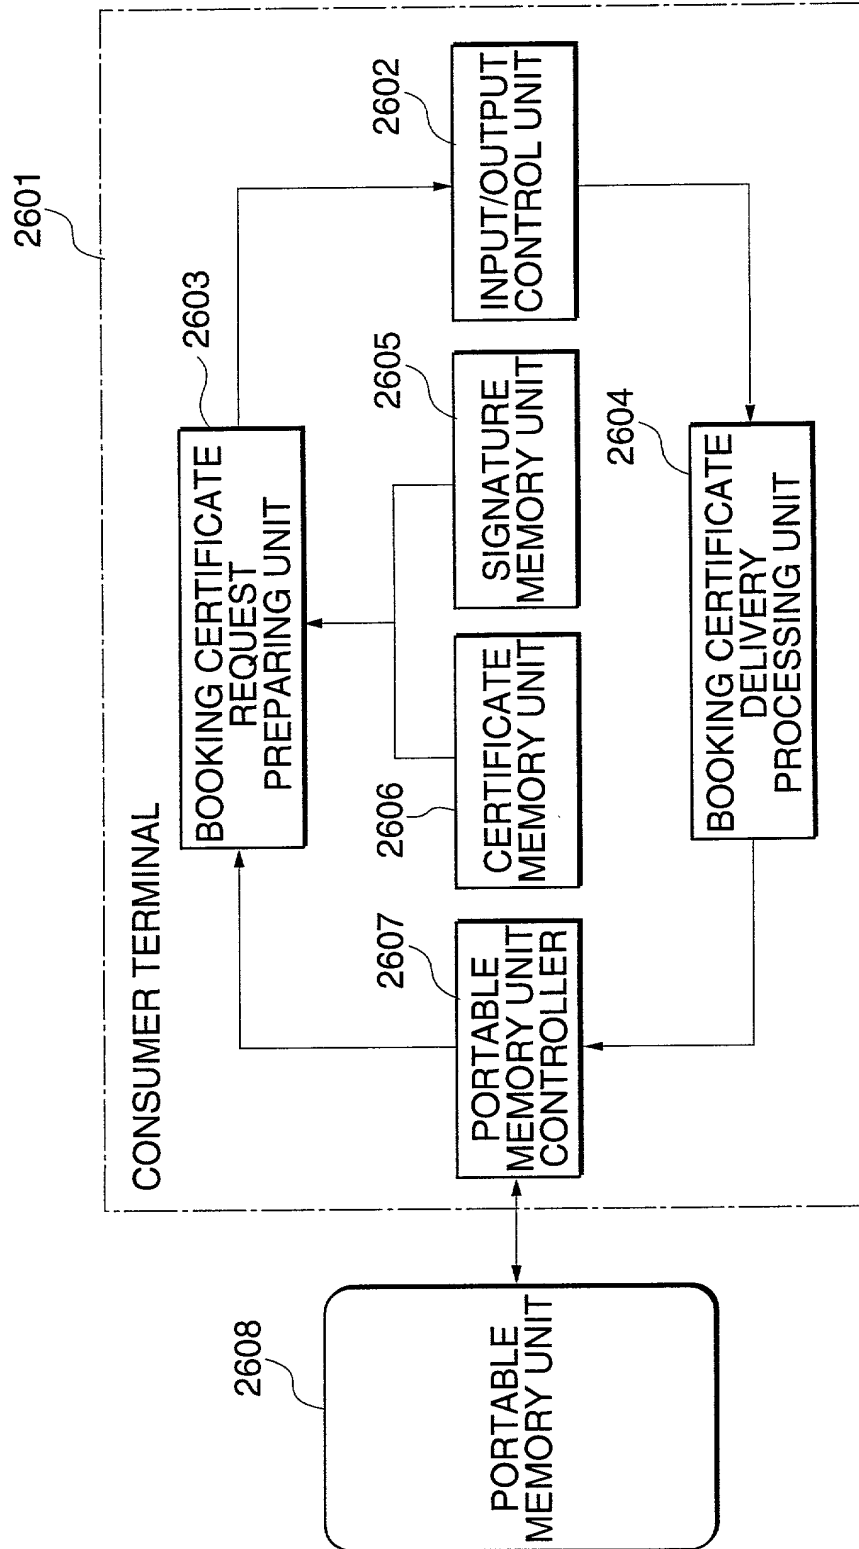 2601
CONSUMER TERMINAL
2603
BOOKING CERTIFICATE
REQUEST
PREPARING UNIT
2608
PORTABLE
MEMORY UNIT
2607
PORTABLE
MEMORY UNIT
CONTROLLER
2606
CERTIFICATE
MEMORY UNIT
2605
SIGNATURE
MEMORY UNIT
2602
INPUT/OUTPUT
CONTROL UNIT
2604
BOOKING CERTIFICATE
DELIVERY
PROCESSING UNIT